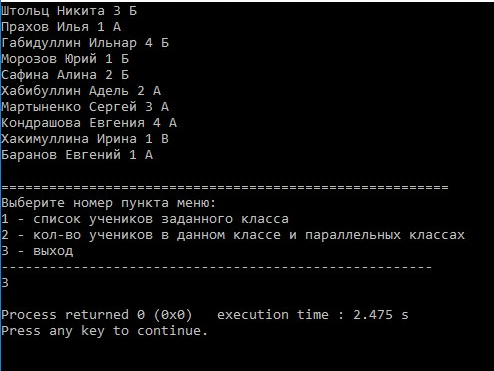 Штольц Никита 3 Б
Прахов Илья 1 А
Габидуллин Ильнар 4 Б
Морозов Юрий 1 Б
Сафина Алина 2 Б
Хабибуллин Адель 2 А
Мартыненко Сергей 3 А
Кондрашова Евгения 4 А
Хакимуллина Ирина 1 В
Баранов Евгений 1 А
========================================================
Выберите номер пункта меню:
1 - список учеников заданного класса
2 - кол-во учеников в данном классе и параллельных классах
3 - выход
------------------------------------------------------
3
Process returned 0 (0x0)   execution time : 2.475 s
Press any key to continue.